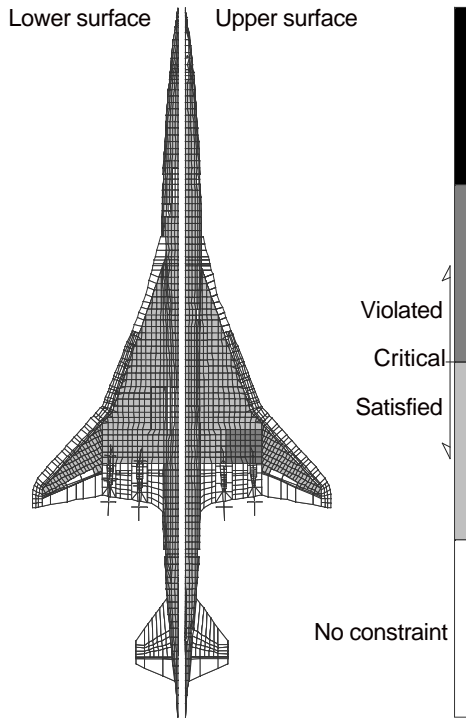 Lower surface
Upper surface
Violated
Critical
Satisfied
No constraint